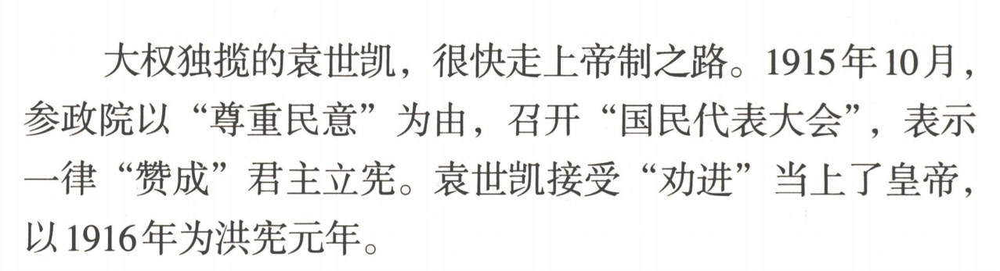 大权独揽的袁世凯，很快走上帝制之路。1915年10月，
参政院以“尊重民意”为由，召开“国民代表大会”，表示
一律“赞成”君主立宪。袁世凯接受“劝进”当上了皇帝，
以1916年为洪宪元年。